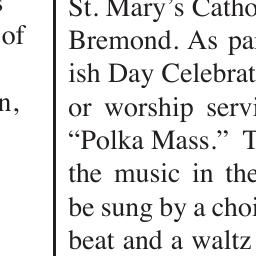 of
n,
St. Mary’s Catho
Bremond. As pa
ish Day Celebrat
or worship servi
“Polka Mass.” T
the music in the
be sung by a choi
beat and a waltz